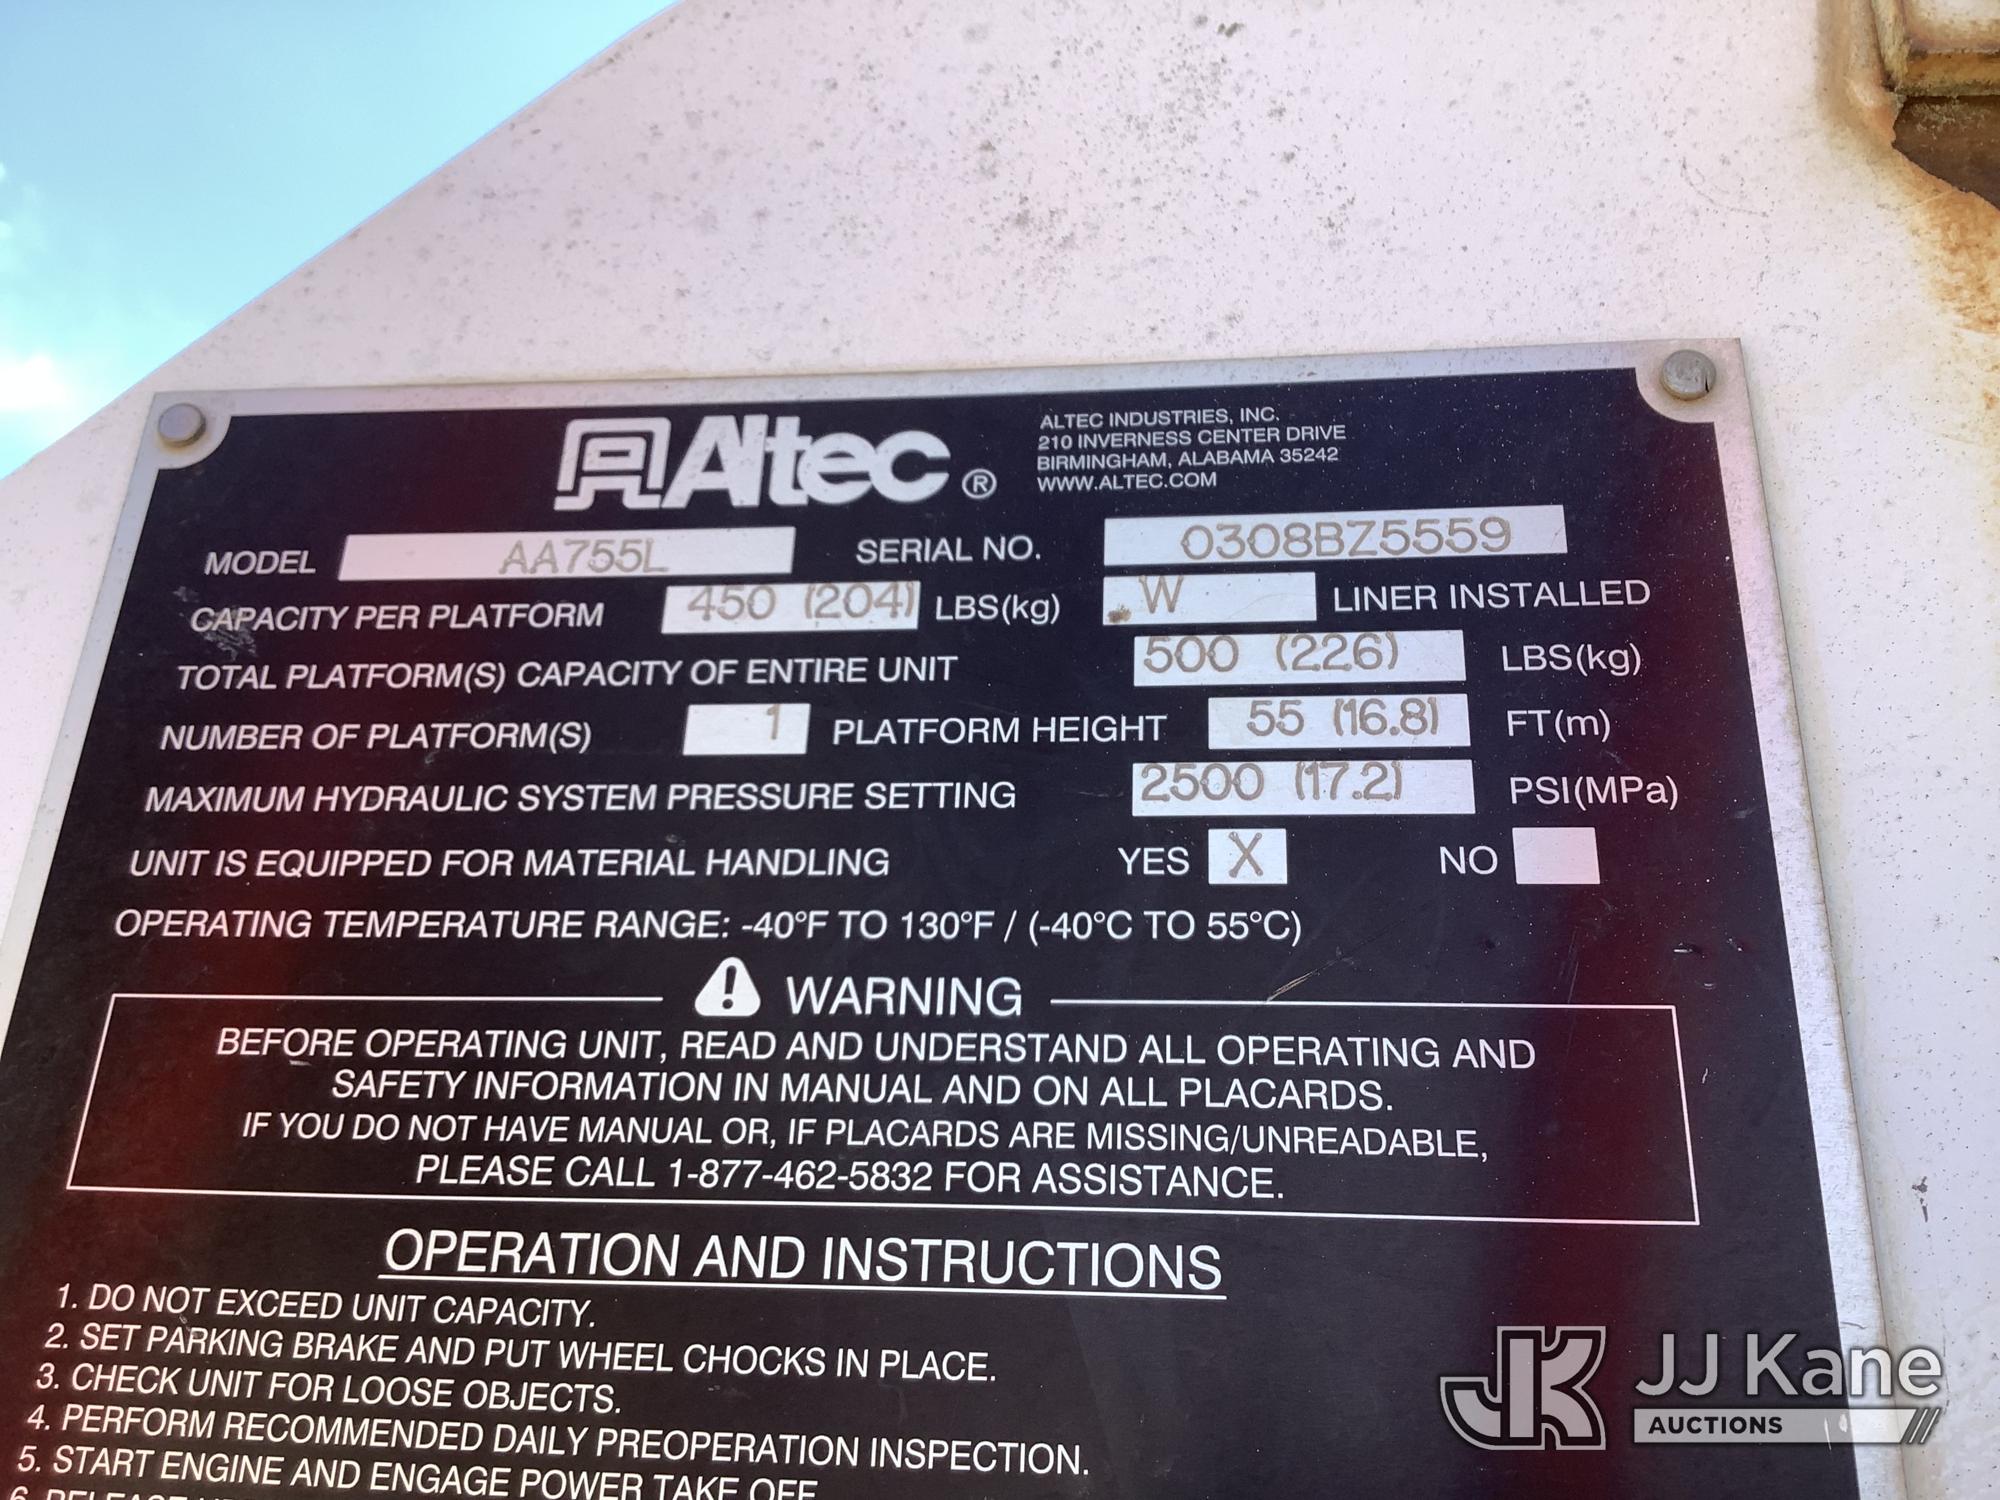 Altec ®
ALTEC INDUSTRIES, INC.
210 INVERNESS CENTER DRIVE
BIRMINGHAM, ALABAMA 35242
WWW.ALTEC.COM
MODEL AA755L SERIAL NO. 0308BZ5559
CAPACITY PER PLATFORM 450 (204) LBS(kg) W LINER INSTALLED
TOTAL PLATFORM(S) CAPACITY OF ENTIRE UNIT 500 (226) LBS(kg)
NUMBER OF PLATFORM(S) 1 PLATFORM HEIGHT 55 (16.8) FT(m)
MAXIMUM HYDRAULIC SYSTEM PRESSURE SETTING 2500 (17.2) PSI(MPa)
UNIT IS EQUIPPED FOR MATERIAL HANDLING YES X NO
OPERATING TEMPERATURE RANGE: -40°F TO 130°F / (-40°C TO 55°C)
WARNING
BEFORE OPERATING UNIT, READ AND UNDERSTAND ALL OPERATING AND
SAFETY INFORMATION IN MANUAL AND ON ALL PLACARDS.
IF YOU DO NOT HAVE MANUAL OR, IF PLACARDS ARE MISSING/UNREADABLE,
PLEASE CALL 1-877-462-5832 FOR ASSISTANCE.
OPERATION AND INSTRUCTIONS
1. DO NOT EXCEED UNIT CAPACITY.
2. SET PARKING BRAKE AND PUT WHEEL CHOCKS IN PLACE.
3. CHECK UNIT FOR LOOSE OBJECTS.
4. PERFORM RECOMMENDED DAILY PREOPERATION INSPECTION.
5. START ENGINE AND ENGAGE POWER TAKE OFF.
JK JJ Kane
AUCTIONS